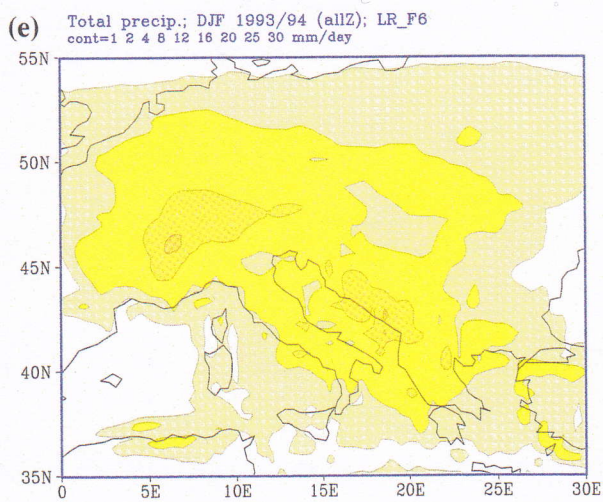 (e)
Total precip.; DJF 1993/94 (allZ); LR_F6
cont=1 2 4 8 12 16 20 25 30 mm/day
55N
50N
45N
40N
35N
0 5E 10E 15E 20E 25E 30E